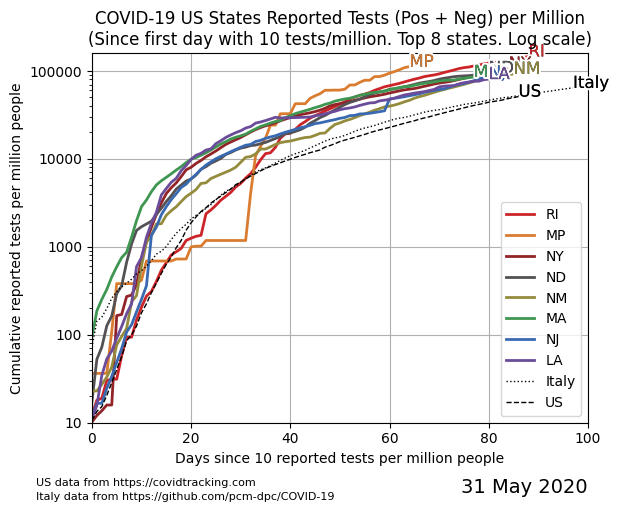 COVID-19 US States Reported Tests (Pos + Neg) per Million
(Since first day with 10 tests/million. Top 8 states. Log scale)
Cumulative reported tests per million people
100000
10000
1000
100
10
MP
RI
NM
LA
US
Italy
RI
MP
NY
ND
NM
MA
NJ
LA
Italy
US
0
20
40
60
80
100
Days since 10 reported tests per million people
US data from https://covidtracking.com
Italy data from https://github.com/pcm-dpc/COVID-19
31 May 2020